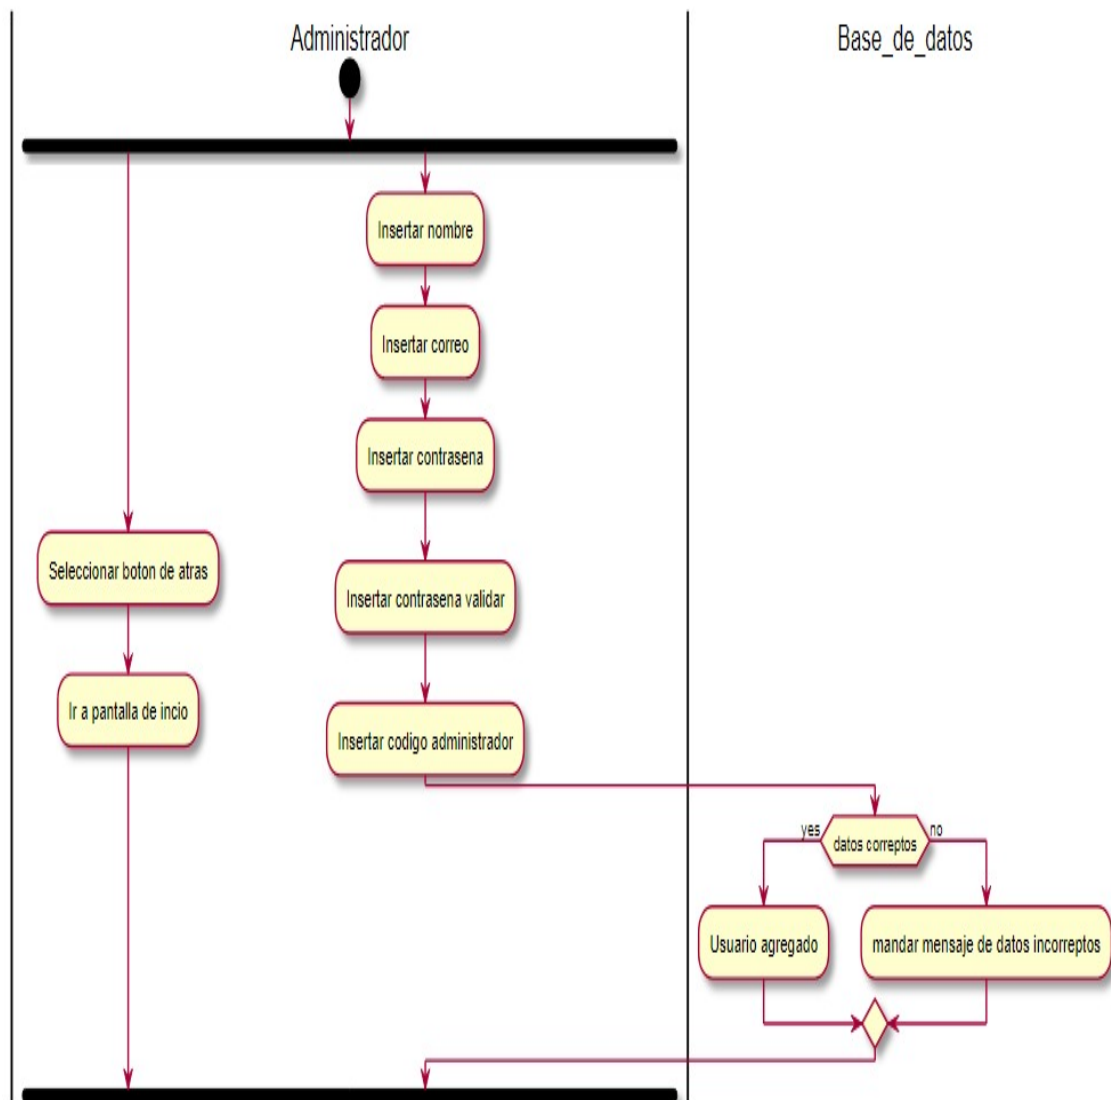 Administrador
Base_de_datos
Insertar nombre
Insertar correo
Insertar contrasena
Seleccionar boton de atras
Insertar contrasena validar
Ir a pantalla de incio
Insertar codigo administrador
yes
datos correptos
no
Usuario agregado
mandar mensaje de datos incorreptos